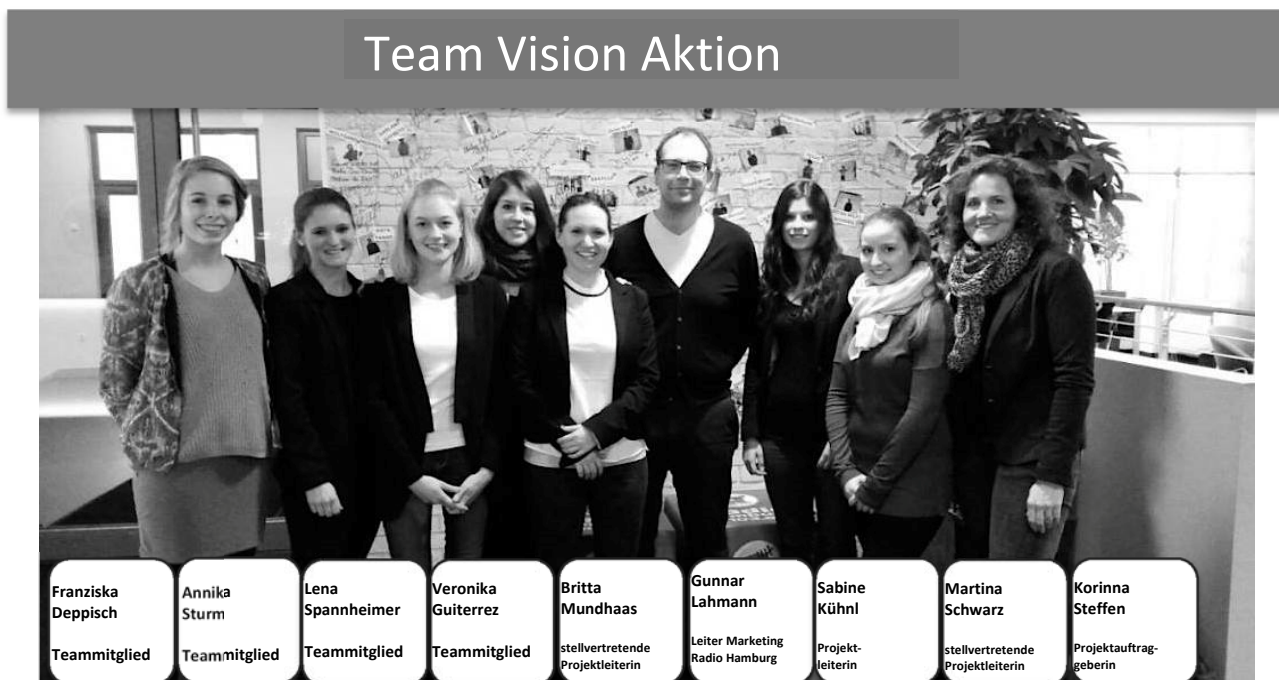 Team Vision Aktion
Franziska
Deppisch
Teammitglied
Annika
Sturm
Teammitglied
Lena
Spannheimer
Teammitglied
Veronika
Guiterrez
Teammitglied
Britta
Mundhaas
stellvertretende
Projektleiterin
Gunnar
Lahmann
Leiter Marketing
Radio Hamburg
Sabine
Kühnl
Projekt-
leiterin
Martina
Schwarz
stellvertretende
Projektleiterin
Korinna
Steffen
Projektauftrag-
geberin